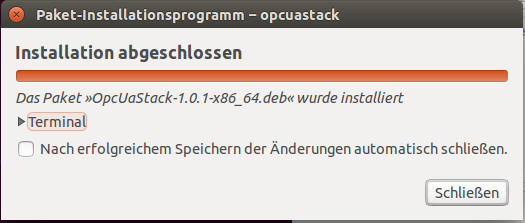 Paket-Installationsprogramm – opcuastack
Installation abgeschlossen
Das Paket »OpcUaStack-1.0.1-x86_64.deb« wurde installiert
Terminal
Nach erfolgreichem Speichern der Änderungen automatisch schließen.
Schließen